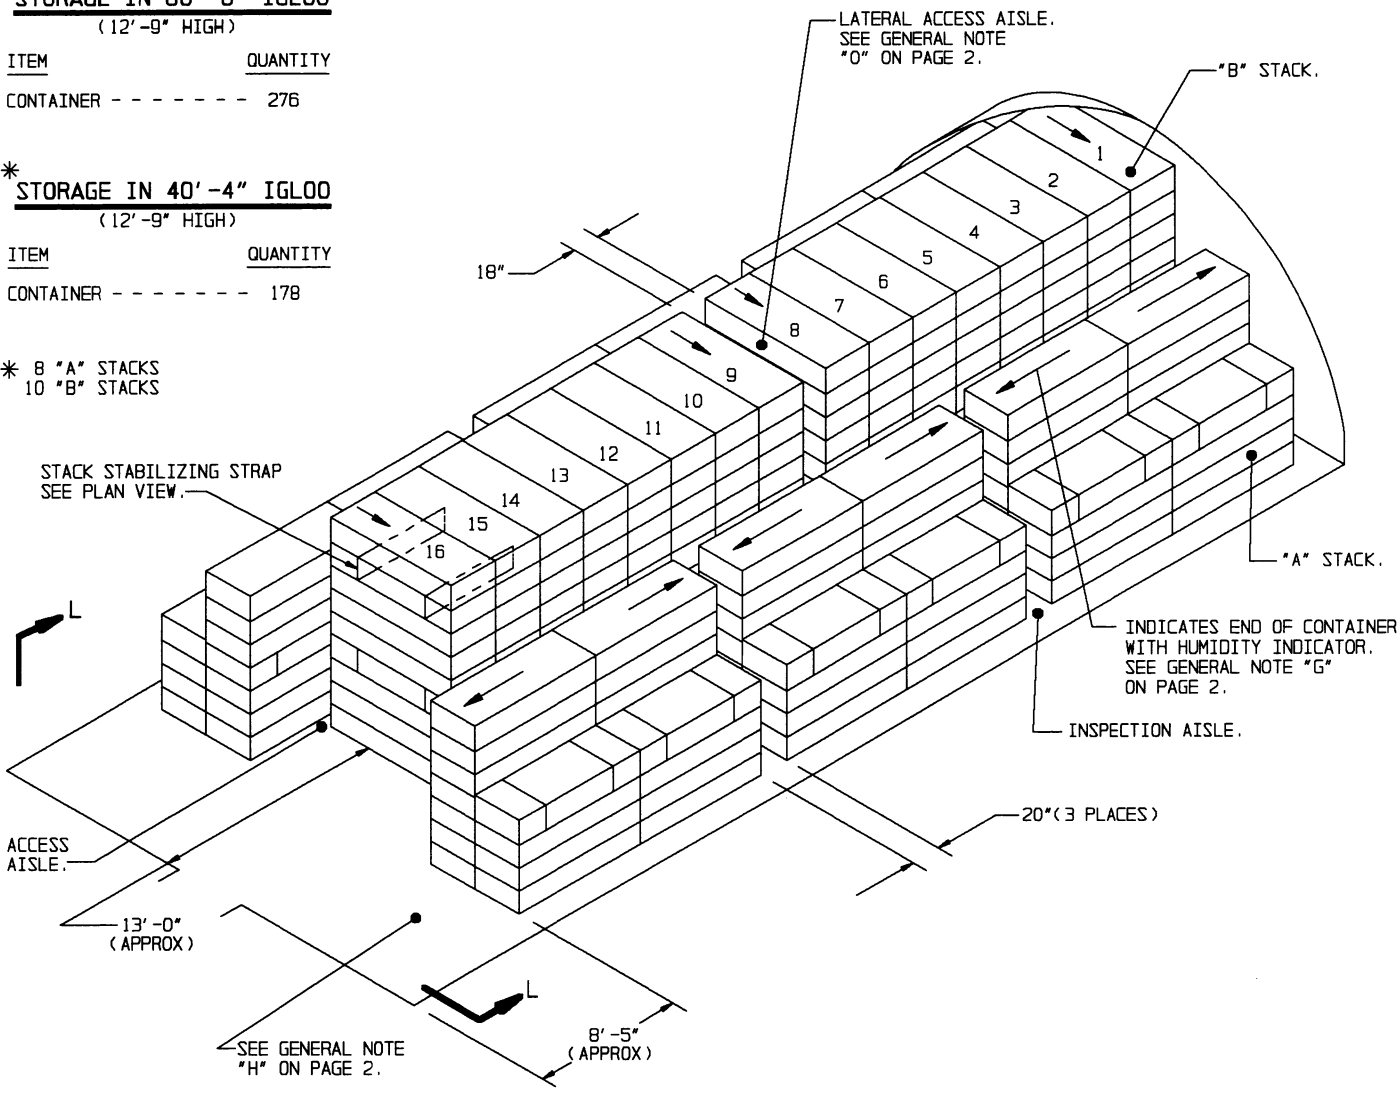 (12'-9" HIGH)
ITEM QUANTITY
CONTAINER - - - - - - - 276
*
STORAGE IN 40'-4" IGLOO
(12'-9" HIGH)
ITEM QUANTITY
CONTAINER - - - - - - - 178
* 8 "A" STACKS
10 "B" STACKS
LATERAL ACCESS AISLE.
SEE GENERAL NOTE
"O" ON PAGE 2.
"B" STACK.
18"
1
2
3
4
5
6
7
8
9
10
11
12
13
14
15
16
STACK STABILIZING STRAP
SEE PLAN VIEW.
"A" STACK.
L
INDICATES END OF CONTAINER
WITH HUMIDITY INDICATOR.
SEE GENERAL NOTE "G"
ON PAGE 2.
INSPECTION AISLE.
20"(3 PLACES)
ACCESS
AISLE.
13'-0"
(APPROX)
L
8'-5"
(APPROX)
SEE GENERAL NOTE
"H" ON PAGE 2.